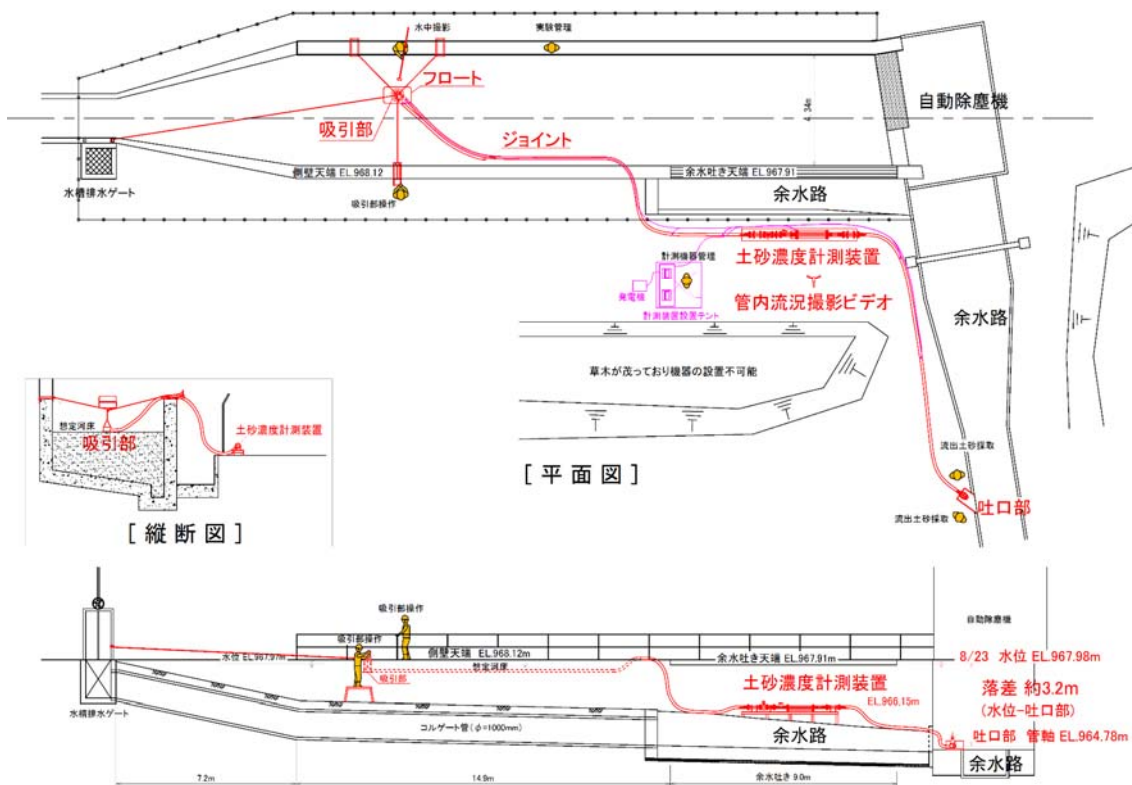 水中撮影
実験管理
フロート
吸引部
ジョイント
自動除塵機
4.34m
側壁天端 EL.968.12
余水吐き天端 EL.967.91
水槽排水ゲート
吸引部操作
余水路
計測機器管理
発電機
計測装置設置テント
土砂濃度計測装置
管内流況撮影ビデオ
余水路
草木が茂っており機器の設置不可能
流出土砂採取
吐口部
流出土砂採取
[平面図]
想定河床
吸引部
土砂濃度計測装置
[縦断図]
吸引部操作
吸引部操作
自動除塵機
側壁天端 EL.968.12m
水位 EL.967.97m
想定河床
余水吐き天端 EL.967.91m
8/23 水位 EL.967.98m
吸引部
土砂濃度計測装置
EL.966.15m
落差 約3.2m
(水位-吐口部)
水槽排水ゲート
コルゲート管(φ=1000mm)
余水路
吐口部 管軸 EL.964.78m
余水路
7.2m
14.9m
余水吐き 9.0m